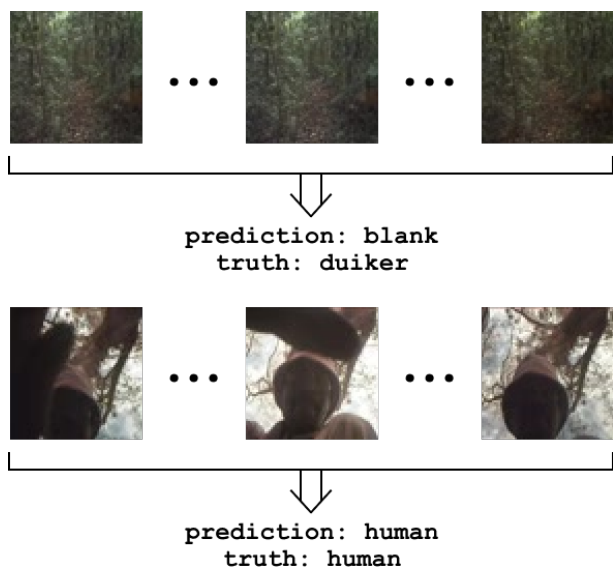 prediction: blank
truth: duiker
prediction: human
truth: human